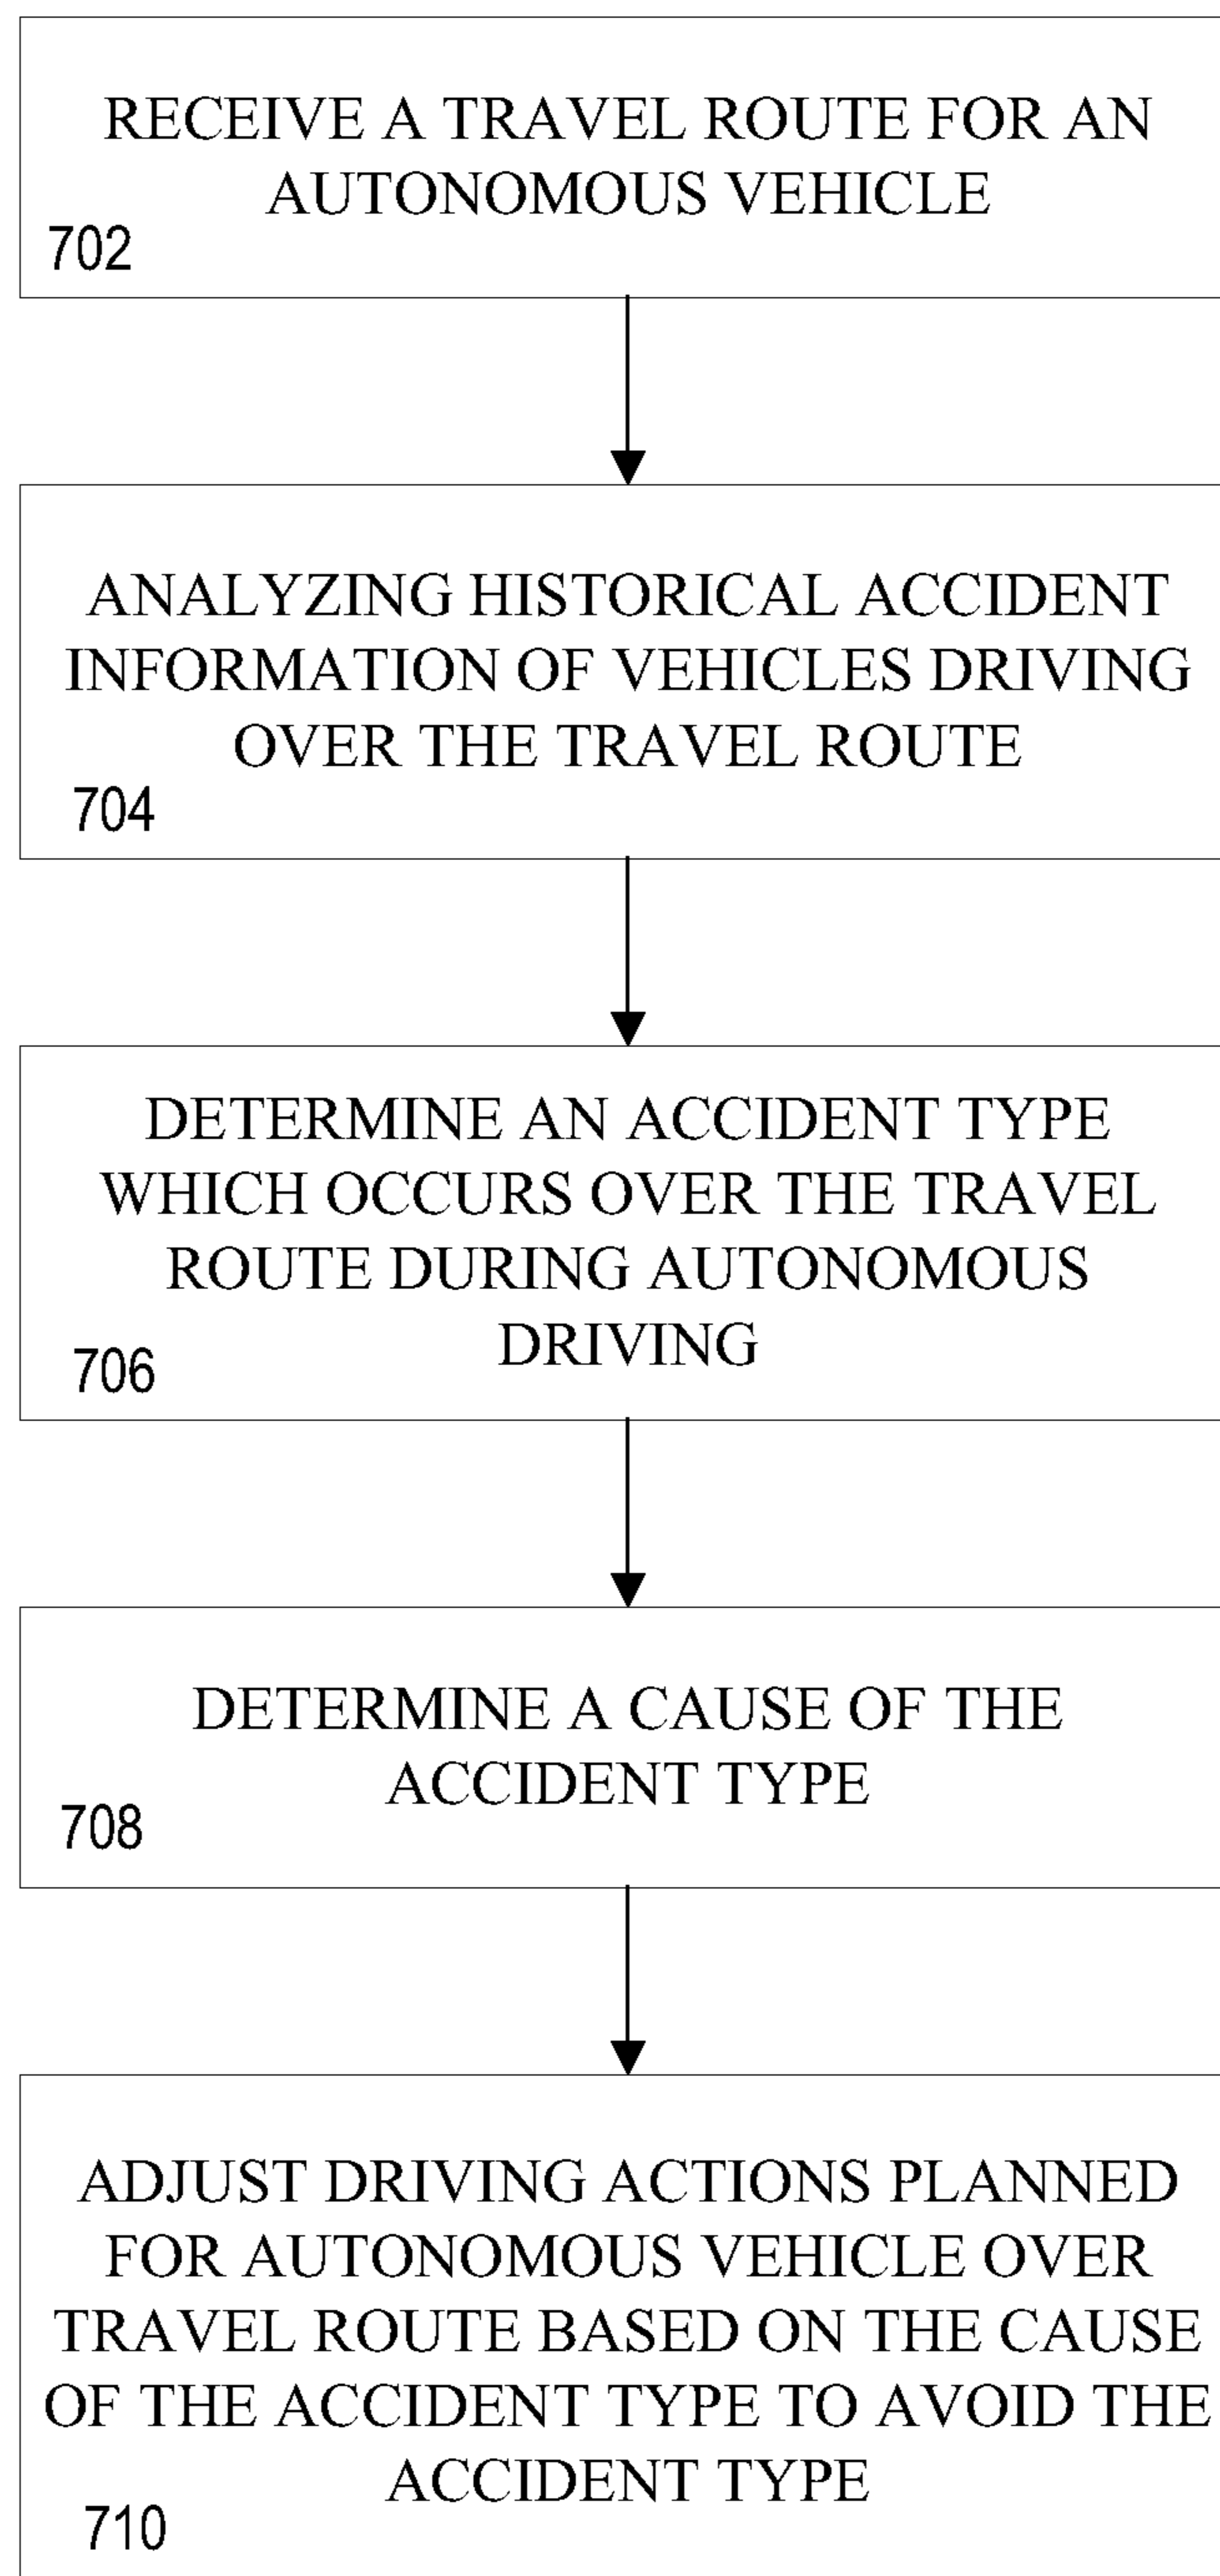 RECEIVE A TRAVEL ROUTE FOR AN
AUTONOMOUS VEHICLE
702
ANALYZING HISTORICAL ACCIDENT
INFORMATION OF VEHICLES DRIVING
OVER THE TRAVEL ROUTE
704
DETERMINE AN ACCIDENT TYPE
WHICH OCCURS OVER THE TRAVEL
ROUTE DURING AUTONOMOUS
DRIVING
706
DETERMINE A CAUSE OF THE
ACCIDENT TYPE
708
ADJUST DRIVING ACTIONS PLANNED
FOR AUTONOMOUS VEHICLE OVER
TRAVEL ROUTE BASED ON THE CAUSE
OF THE ACCIDENT TYPE TO AVOID THE
ACCIDENT TYPE
710